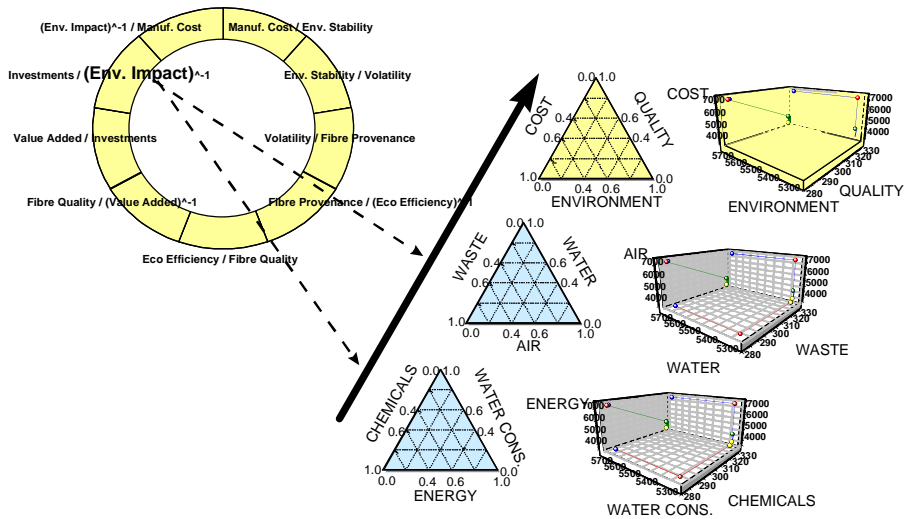 (Env. Impact)^-1 / Manuf. Cost
Manuf. Cost / Env. Stability
Investments / (Env. Impact)^-1
Env. Stability / Volatility
Value Added / Investments
Volatility / Fibre Provenance
Fibre Quality / (Value Added)^-1
Fibre Provenance / (Eco Efficiency)^-1
Eco Efficiency / Fibre Quality
0.0 1.0
COST
QUALITY
0.4 0.6
0.6 0.4
1.0 0.0
0.0 0.4 0.6 1.0
ENVIRONMENT
COST
7000 7000
6000 6000
5000 5000
4000 4000
5700 5600 5500 5400 5300
280 290 310 320 330
ENVIRONMENT
QUALITY
0.0 1.0
WASTE
WATER
0.4 0.6
0.6 0.4
1.0 0.0
0.0 0.4 0.6 1.0
AIR
AIR
7000 7000
6000 6000
5000 5000
4000 4000
5700 5600 5500 5400 5300
280 290 310 320 330
WATER
WASTE
0.0 1.0
CHEMICALS
WATER CONS.
0.4 0.6
0.6 0.4
1.0 0.0
0.0 0.4 0.6 1.0
ENERGY
ENERGY
7000 7000
6000 6000
5000 5000
4000 4000
5700 5600 5500 5400 5300
280 290 310 320 330
WATER CONS.
CHEMICALS